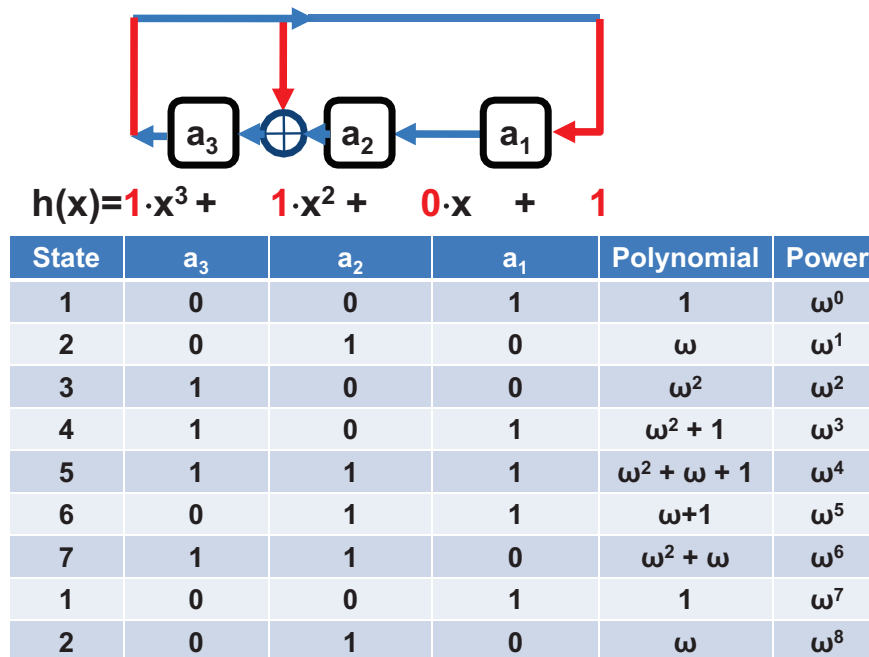 a₃ a₂ a₁
h(x)=1·x³ + 1·x² + 0·x + 1
State a₃ a₂ a₁ Polynomial Power
1 0 0 1 1 ω⁰
2 0 1 0 ω ω¹
3 1 0 0 ω² ω²
4 1 0 1 ω² + 1 ω³
5 1 1 1 ω² + ω + 1 ω⁴
6 0 1 1 ω+1 ω⁵
7 1 1 0 ω² + ω ω⁶
1 0 0 1 1 ω⁷
2 0 1 0 ω ω⁸